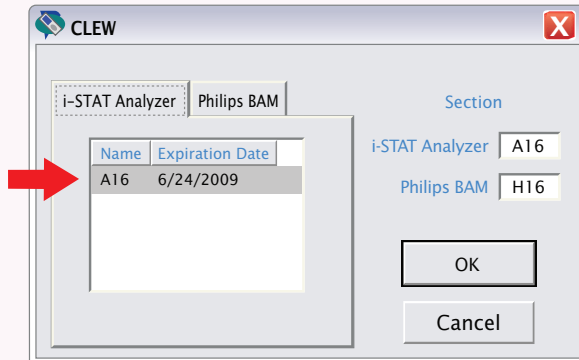 CLEW
i-STAT Analyzer
Philips BAM
Name Expiration Date
A16 6/24/2009
Section
i-STAT Analyzer A16
Philips BAM H16
OK
Cancel